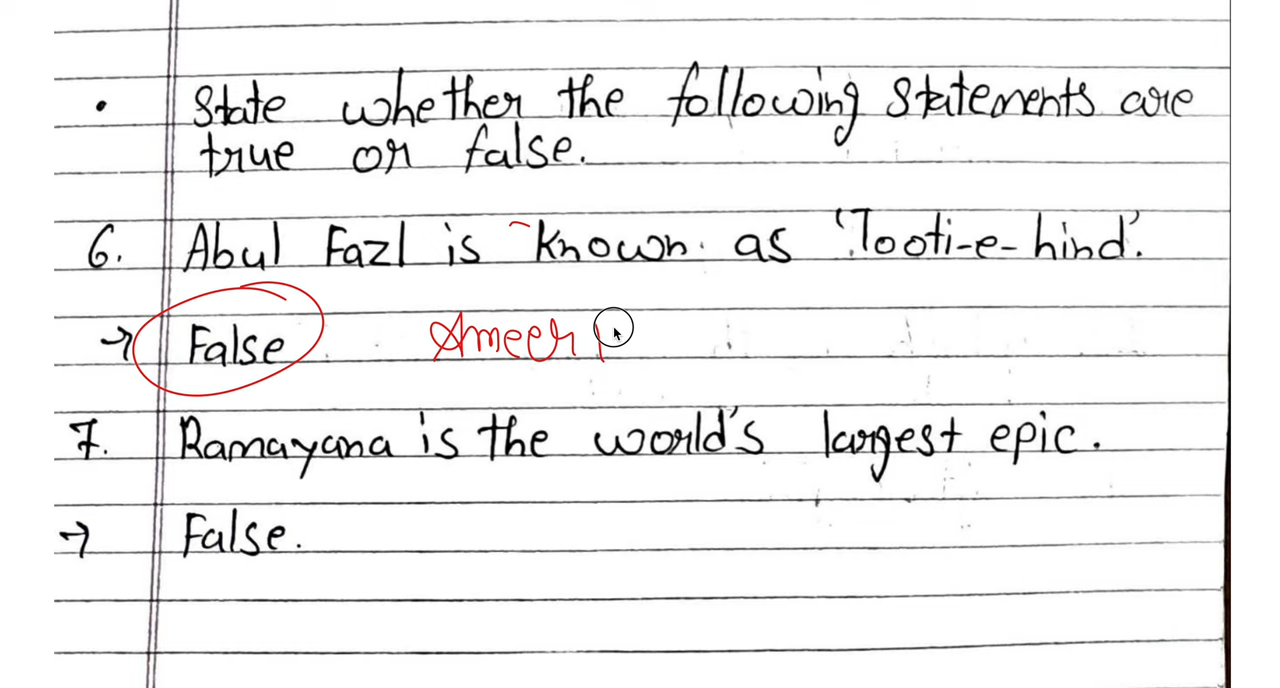 • State whether the following statements are
true or false.
6. Abul Fazl is known as 'Tooti-e-hind'.
→ False Ameer
7. Ramayana is the world's largest epic.
→ False.